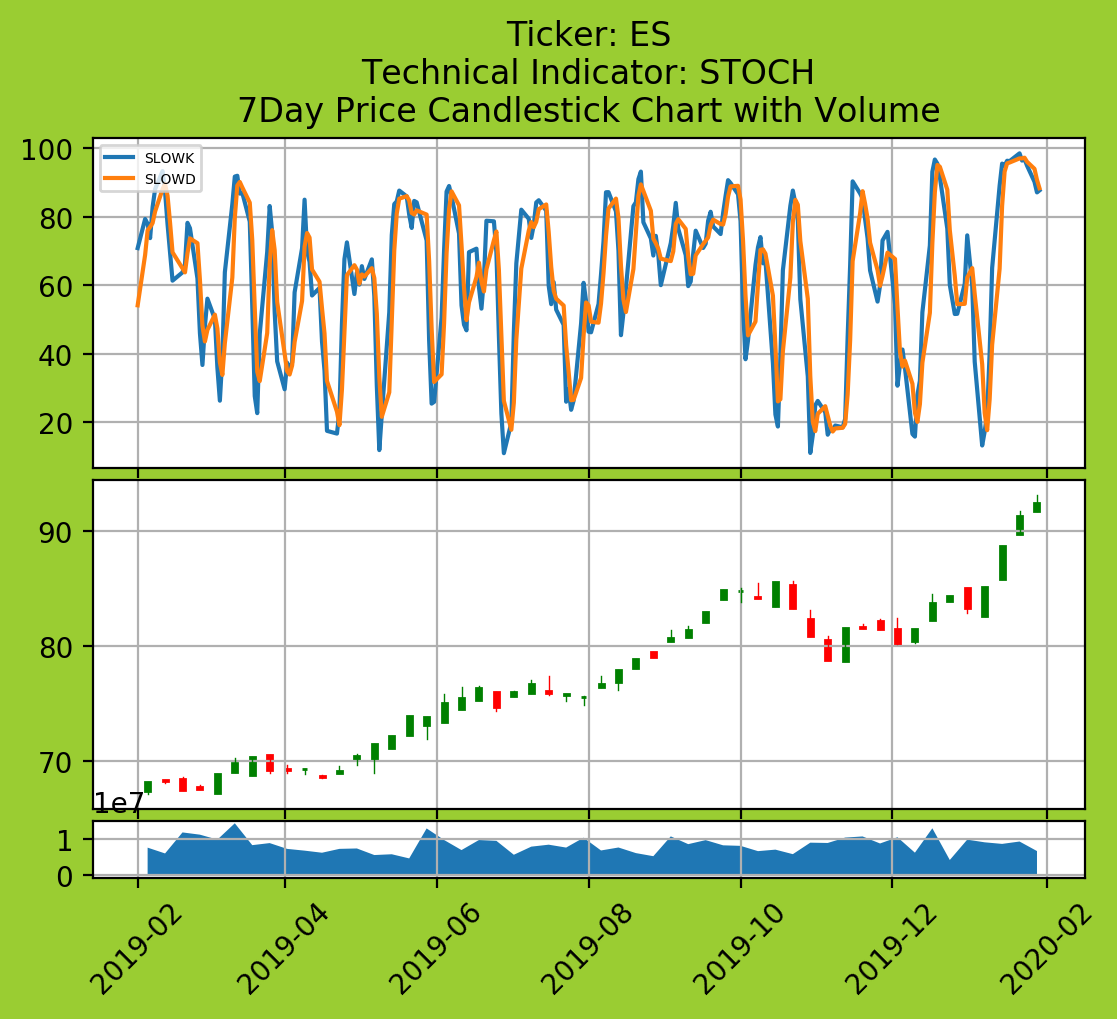 Ticker: ES
Technical Indicator: STOCH
7Day Price Candlestick Chart with Volume
100
80
60
40
20
SLOWK
SLOWD
90
80
70
1e7
1
0
2019-02
2019-04
2019-06
2019-08
2019-10
2019-12
2020-02